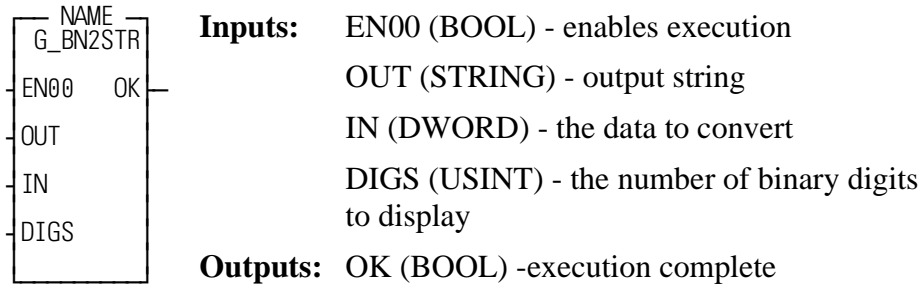 NAME
G_BN2STR
EN00 OK
OUT
IN
DIGS
Inputs: EN00 (BOOL) - enables execution
OUT (STRING) - output string
IN (DWORD) - the data to convert
DIGS (USINT) - the number of binary digits
to display
Outputs: OK (BOOL) -execution complete